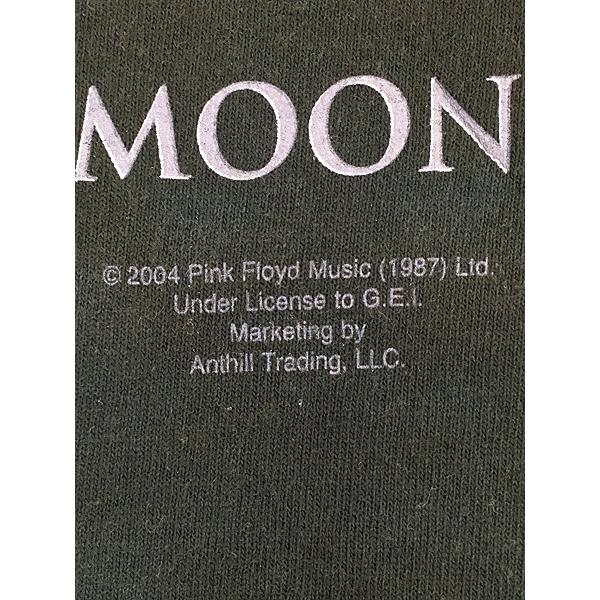 MOON
© 2004 Pink Floyd Music (1987) Ltd.
Under License to G.E.I.
Marketing by
Anthill Trading, LLC.